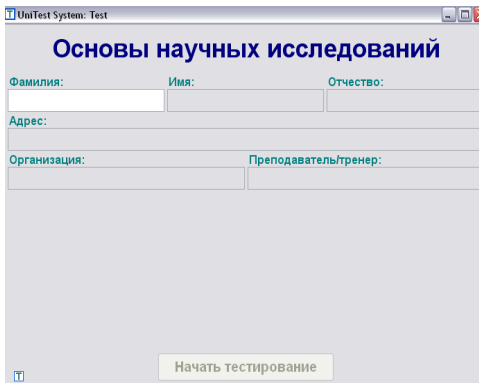 UniTest System: Test
Основы научных исследований
Фамилия: Имя: Отчество:
Адрес:
Организация: Преподаватель/тренер:
Начать тестирование